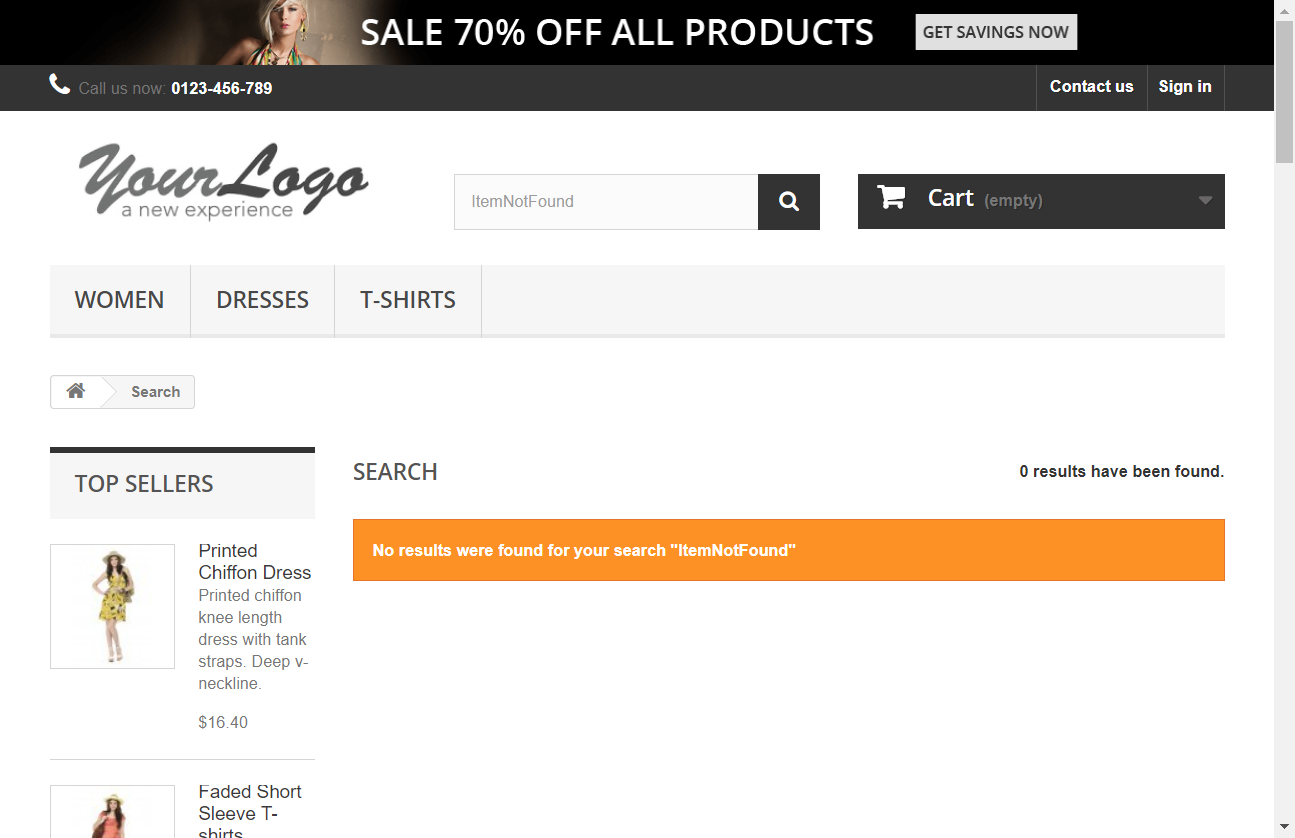 SALE 70% OFF ALL PRODUCTS
GET SAVINGS NOW
Call us now: 0123-456-789
Contact us
Sign in
YourLogo
a new experience
ItemNotFound
Cart (empty)
WOMEN
DRESSES
T-SHIRTS
Search
TOP SELLERS
Printed
Chiffon Dress
Printed chiffon
knee length
dress with tank
straps. Deep v-
neckline.
$16.40
Faded Short
Sleeve T-
shirts
SEARCH
0 results have been found.
No results were found for your search "ItemNotFound"